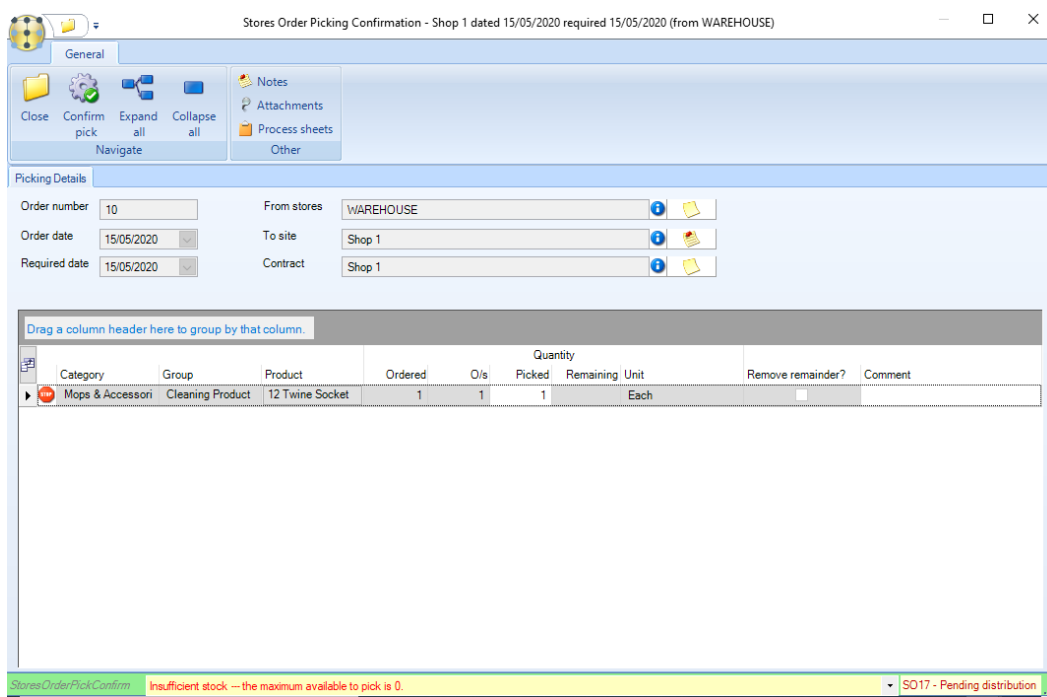 Stores Order Picking Confirmation - Shop 1 dated 15/05/2020 required 15/05/2020 (from WAREHOUSE)
General
Close Confirm pick Expand all Collapse all
Navigate
Notes
Attachments
Process sheets
Other
Picking Details
Order number 10 From stores WAREHOUSE
Order date 15/05/2020 To site Shop 1
Required date 15/05/2020 Contract Shop 1
Drag a column header here to group by that column.
Quantity
Category Group Product Ordered O/s Picked Remaining Unit Remove remainder? Comment
STOP Mops & Accessori Cleaning Product 12 Twine Socket 1 1 1 Each
StoresOrderPickConfirm Insufficient stock --- the maximum available to pick is 0. SO17 - Pending distribution